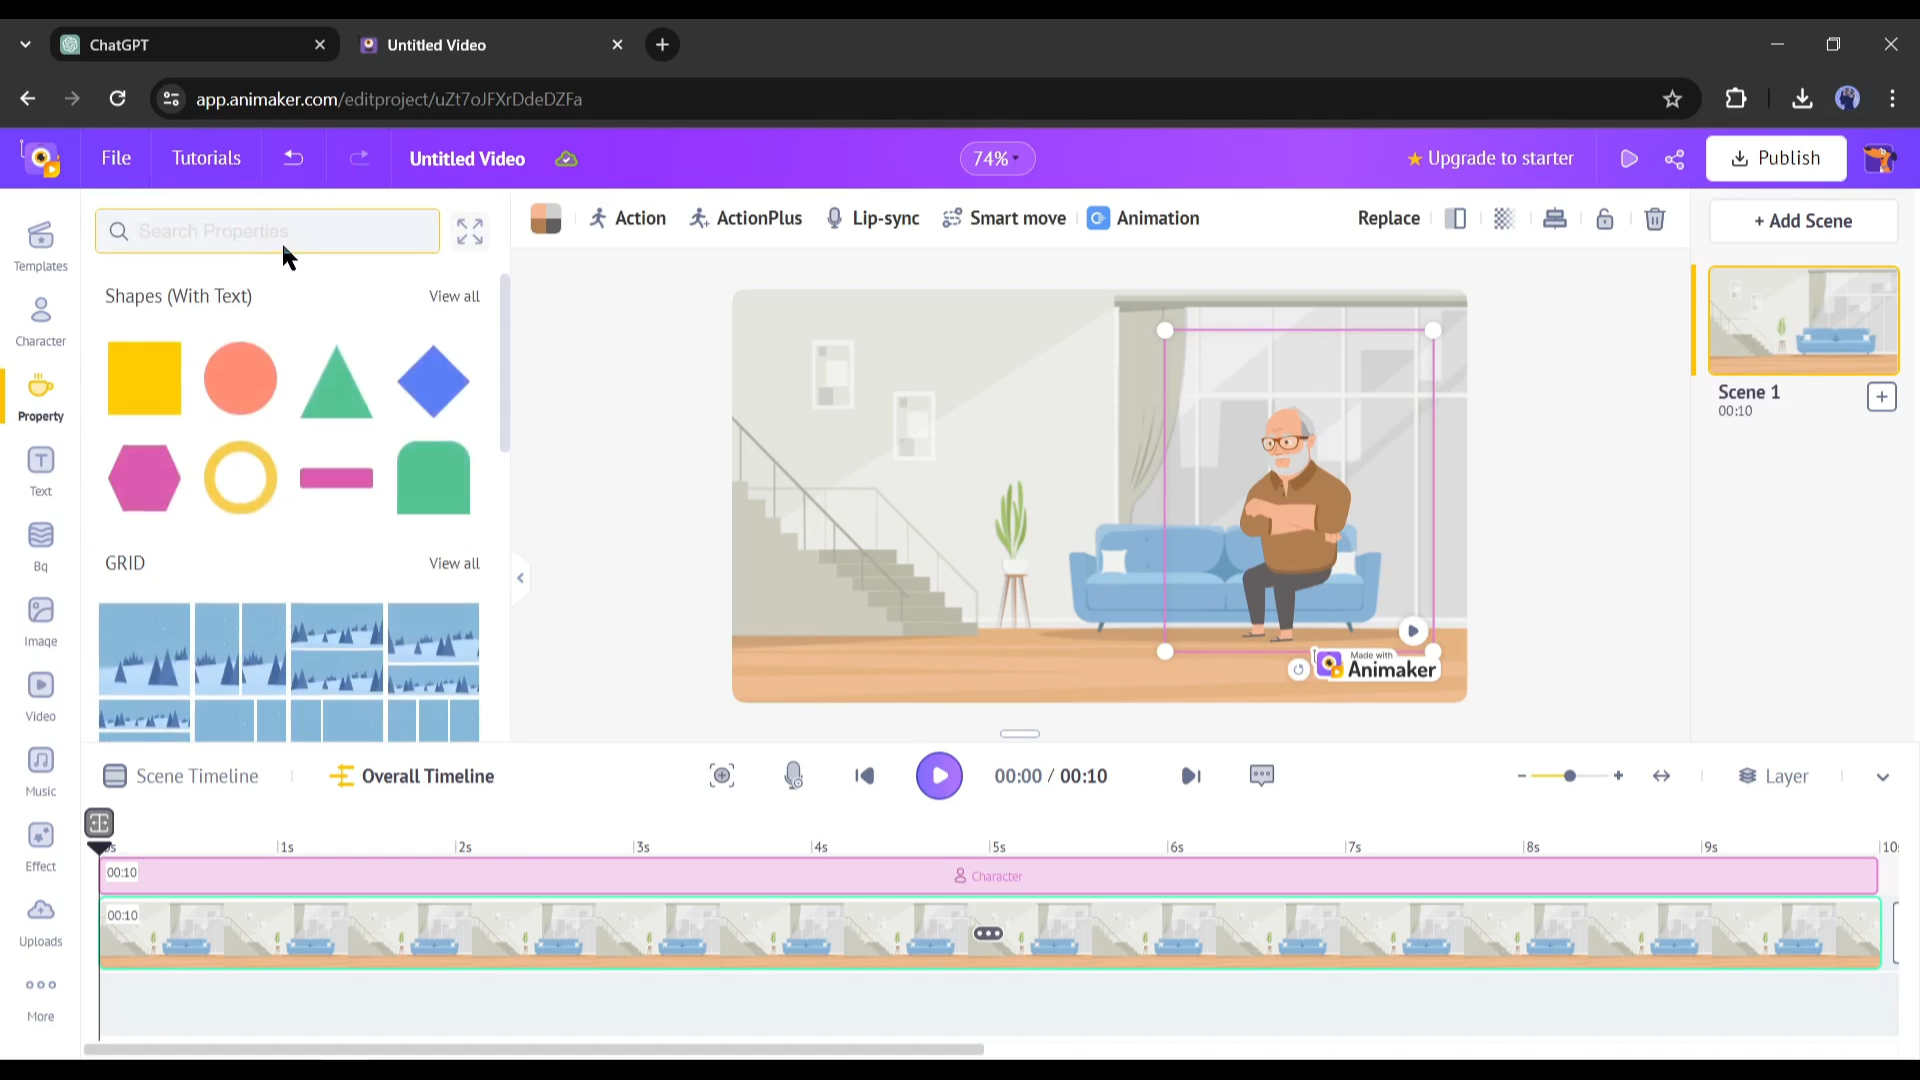 ChatGPT
Untitled Video
app.animaker.com/editproject/uZt7oJFXrDdeDZFa
File
Tutorials
Untitled Video
74%
Upgrade to starter
Publish
Templates
Character
Property
Text
Bg
Image
Video
Music
Effect
Uploads
More
Search Properties
Shapes (With Text)
View all
GRID
View all
Action
ActionPlus
Lip-sync
Smart move
Animation
Replace
Made with
Animaker
+ Add Scene
Scene 1
00:10
Scene Timeline
Overall Timeline
00:00 / 00:10
Layer
1s
2s
3s
4s
5s
6s
7s
8s
9s
00:10
Character
00:10